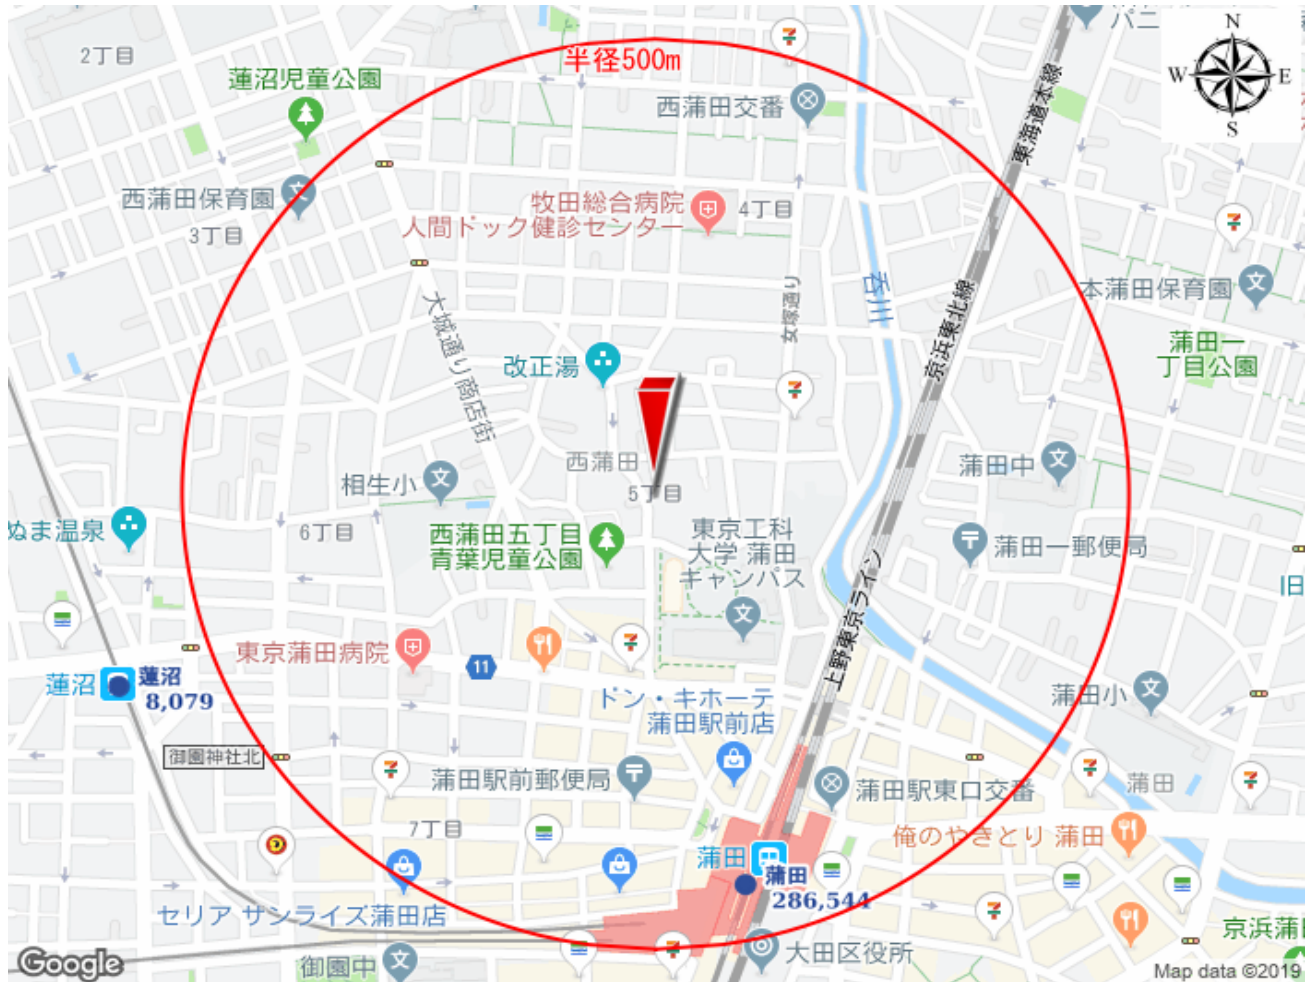 パニ
2丁目
半径500m
N
W
E
S
蓮沼児童公園
西蒲田交番
東海道本線
西蒲田保育園
牧田総合病院
人間ドック健診センター
4丁目
3丁目
大城通り商店街
女塚通り
呑川
京浜東北線
本蒲田保育園
蒲田一
丁目公園
改正湯
西蒲田
5丁目
相生小
蒲田中
ぬま温泉
6丁目
西蒲田五丁目
青葉児童公園
東京工科
大学 蒲田
キャンパス
蒲田一郵便局
旧
上野東京ライン
東京蒲田病院
11
蓮沼
蓮沼
8,079
ドン・キホーテ
蒲田駅前店
蒲田小
御園神社北
蒲田駅前郵便局
蒲田駅東口交番
蒲田
7丁目
俺のやきとり 蒲田
蒲田
蒲田
286,544
セリア サンライズ蒲田店
御園中
大田区役所
京浜蒲田
Google
Map data ©2019